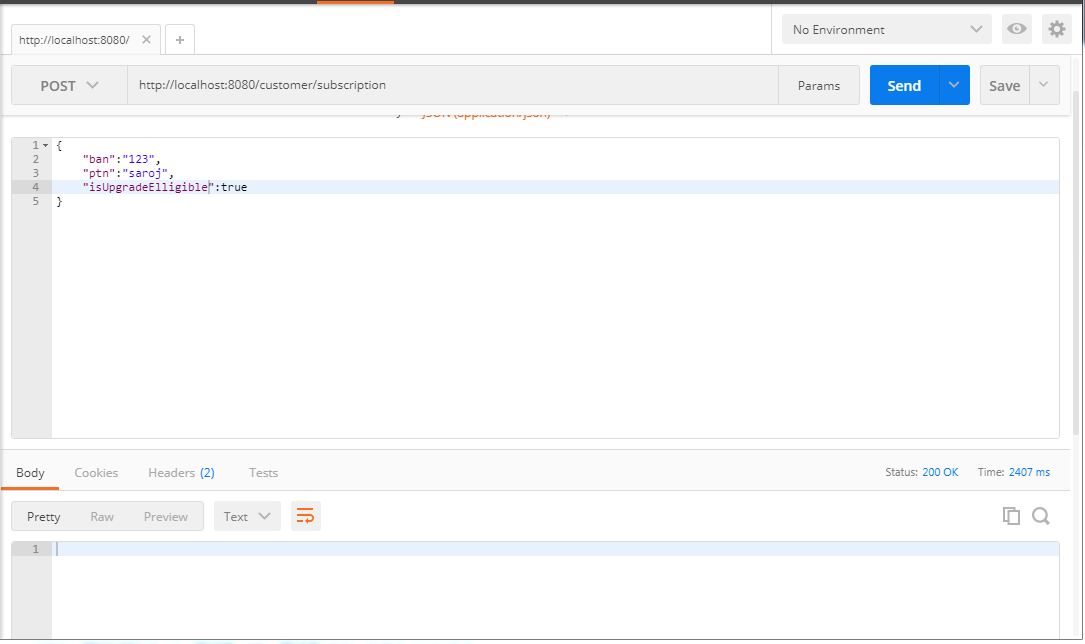 http://localhost:8080/ ✕ +
No Environment
POST http://localhost:8080/customer/subscription Params Send Save
JSON (application/json)
1 {
2 "ban":"123",
3 "ptn":"saroj",
4 "isUpgradeElligible":true
5 }
Body Cookies Headers (2) Tests Status: 200 OK Time: 2407 ms
Pretty Raw Preview Text
1